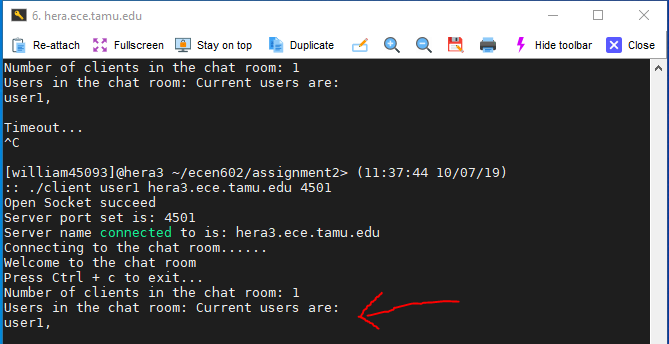 6. hera.ece.tamu.edu
Re-attach Fullscreen Stay on top Duplicate Hide toolbar Close
Number of clients in the chat room: 1
Users in the chat room: Current users are:
user1,
Timeout...
^C
[william45093]@hera3 ~/ecen602/assignment2> (11:37:44 10/07/19)
:: ./client user1 hera3.ece.tamu.edu 4501
Open Socket succeed
Server port set is: 4501
Server name connected to is: hera3.ece.tamu.edu
Connecting to the chat room......
Welcome to the chat room
Press Ctrl + c to exit...
Number of clients in the chat room: 1
Users in the chat room: Current users are:
user1,